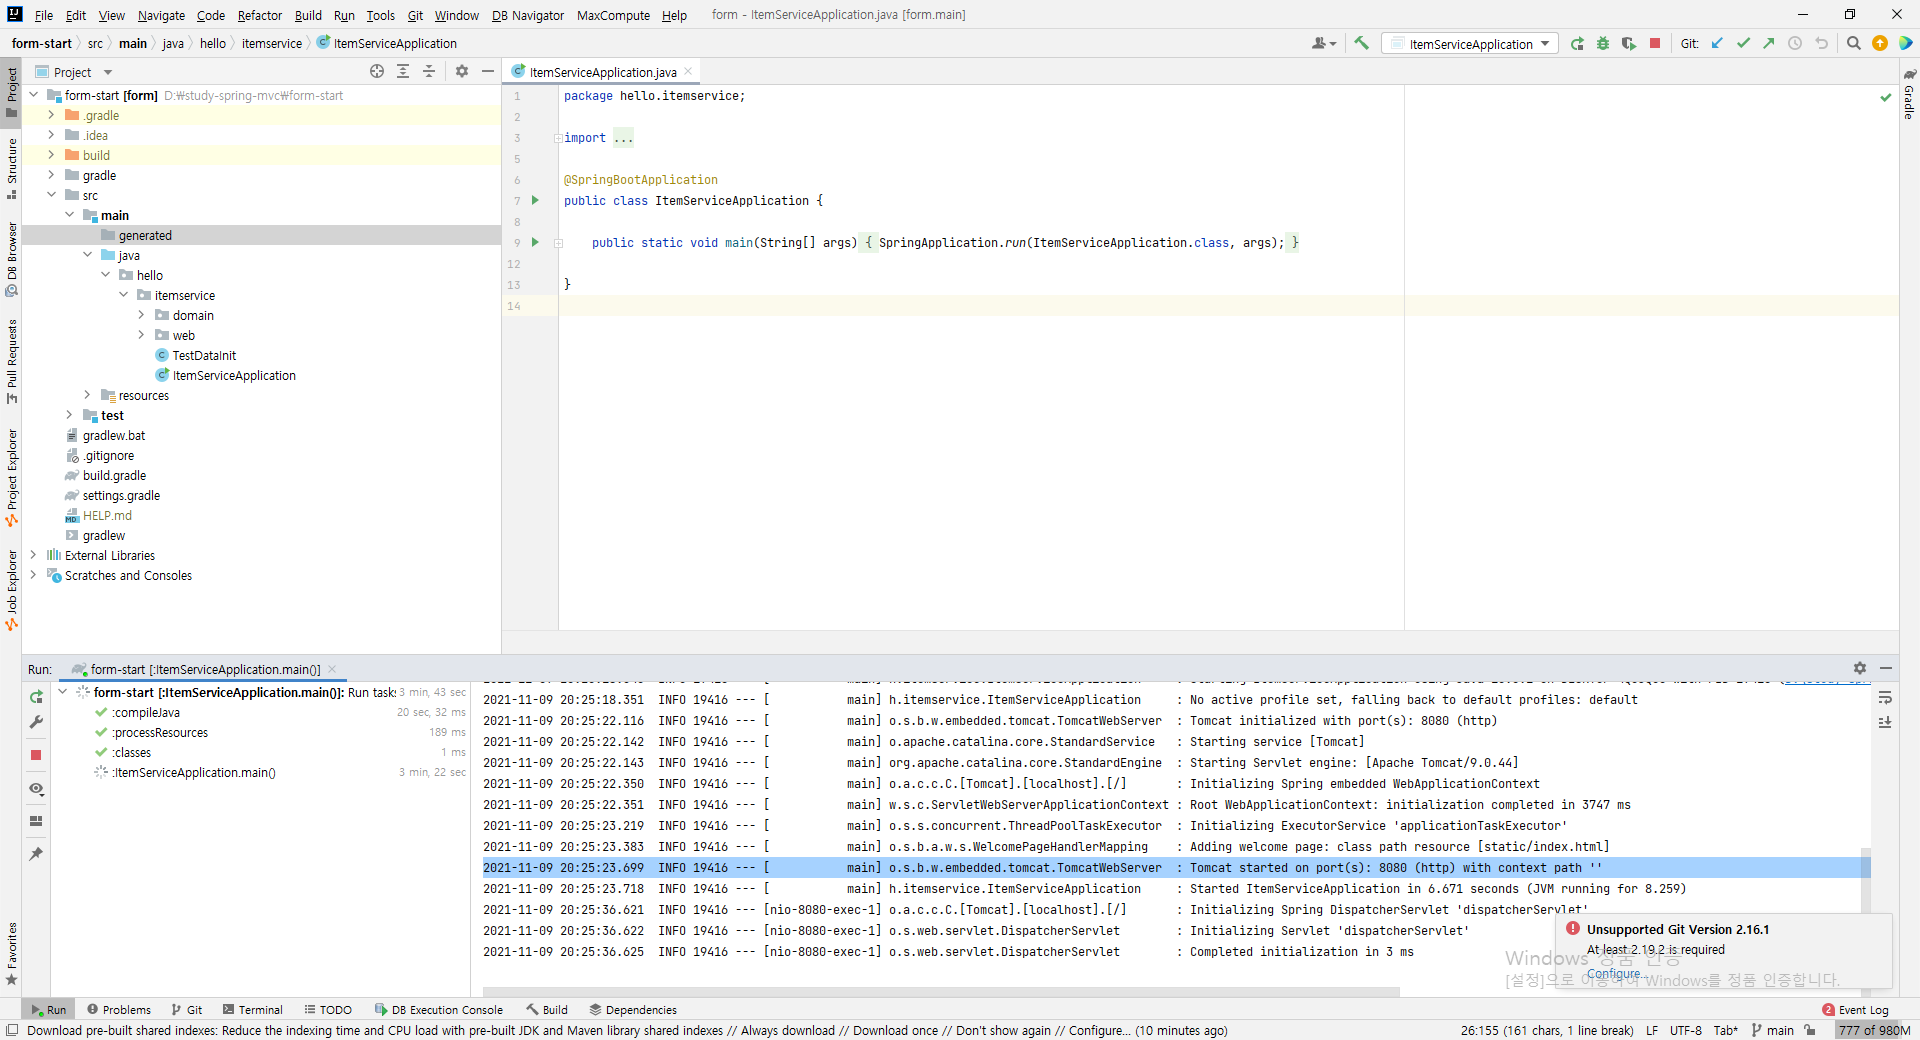 File Edit View Navigate Code Refactor Build Run Tools Git Window DB Navigator MaxCompute Help form - ItemServiceApplication.java [form.main]
form-start src main java hello itemservice ItemServiceApplication
ItemServiceApplication Git:
Project
ItemServiceApplication.java
Project
Structure
DB Browser
Pull Requests
Project Explorer
Job Explorer
Favorites
Gradle
form-start [form] D:₩study-spring-mvc₩form-start
.gradle
.idea
build
gradle
src
main
generated
java
hello
itemservice
domain
web
TestDataInit
ItemServiceApplication
resources
test
gradlew.bat
.gitignore
build.gradle
settings.gradle
HELP.md
gradlew
External Libraries
Scratches and Consoles
1 package hello.itemservice;
2
3 import ...
5
6 @SpringBootApplication
7 public class ItemServiceApplication {
8
9 public static void main(String[] args) { SpringApplication.run(ItemServiceApplication.class, args); }
12
13 }
14
Run: form-start [:ItemServiceApplication.main()]
form-start [:ItemServiceApplication.main()]: Run tasks 3 min, 43 sec
:compileJava 20 sec, 32 ms
:processResources 189 ms
:classes 1 ms
:ItemServiceApplication.main() 3 min, 22 sec
2021-11-09 20:25:18.351 INFO 19416 --- [ main] h.itemservice.ItemServiceApplication : No active profile set, falling back to default profiles: default
2021-11-09 20:25:22.116 INFO 19416 --- [ main] o.s.b.w.embedded.tomcat.TomcatWebServer : Tomcat initialized with port(s): 8080 (http)
2021-11-09 20:25:22.142 INFO 19416 --- [ main] o.apache.catalina.core.StandardService : Starting service [Tomcat]
2021-11-09 20:25:22.143 INFO 19416 --- [ main] org.apache.catalina.core.StandardEngine : Starting Servlet engine: [Apache Tomcat/9.0.44]
2021-11-09 20:25:22.350 INFO 19416 --- [ main] o.a.c.c.C.[Tomcat].[localhost].[/] : Initializing Spring embedded WebApplicationContext
2021-11-09 20:25:22.351 INFO 19416 --- [ main] w.s.c.ServletWebServerApplicationContext : Root WebApplicationContext: initialization completed in 3747 ms
2021-11-09 20:25:23.219 INFO 19416 --- [ main] o.s.s.concurrent.ThreadPoolTaskExecutor : Initializing ExecutorService 'applicationTaskExecutor'
2021-11-09 20:25:23.383 INFO 19416 --- [ main] o.s.b.a.w.s.WelcomePageHandlerMapping : Adding welcome page: class path resource [static/index.html]
2021-11-09 20:25:23.699 INFO 19416 --- [ main] o.s.b.w.embedded.tomcat.TomcatWebServer : Tomcat started on port(s): 8080 (http) with context path ''
2021-11-09 20:25:23.718 INFO 19416 --- [ main] h.itemservice.ItemServiceApplication : Started ItemServiceApplication in 6.671 seconds (JVM running for 8.259)
2021-11-09 20:25:36.621 INFO 19416 --- [nio-8080-exec-1] o.a.c.c.C.[Tomcat].[localhost].[/] : Initializing Spring DispatcherServlet 'dispatcherServlet'
2021-11-09 20:25:36.622 INFO 19416 --- [nio-8080-exec-1] o.s.web.servlet.DispatcherServlet : Initializing Servlet 'dispatcherServlet'
2021-11-09 20:25:36.625 INFO 19416 --- [nio-8080-exec-1] o.s.web.servlet.DispatcherServlet : Completed initialization in 3 ms
Unsupported Git Version 2.16.1
At least 2.19.2 is required
Configure...
Windows 정품 인증
[설정]으로 이동하여 Windows를 정품 인증합니다.
Run Problems Git Terminal TODO DB Execution Console Build Dependencies 2 Event Log
Download pre-built shared indexes: Reduce the indexing time and CPU load with pre-built JDK and Maven library shared indexes // Always download // Download once // Don't show again // Configure... (10 minutes ago) 26:155 (161 chars, 1 line break) LF UTF-8 Tab* main 777 of 980M